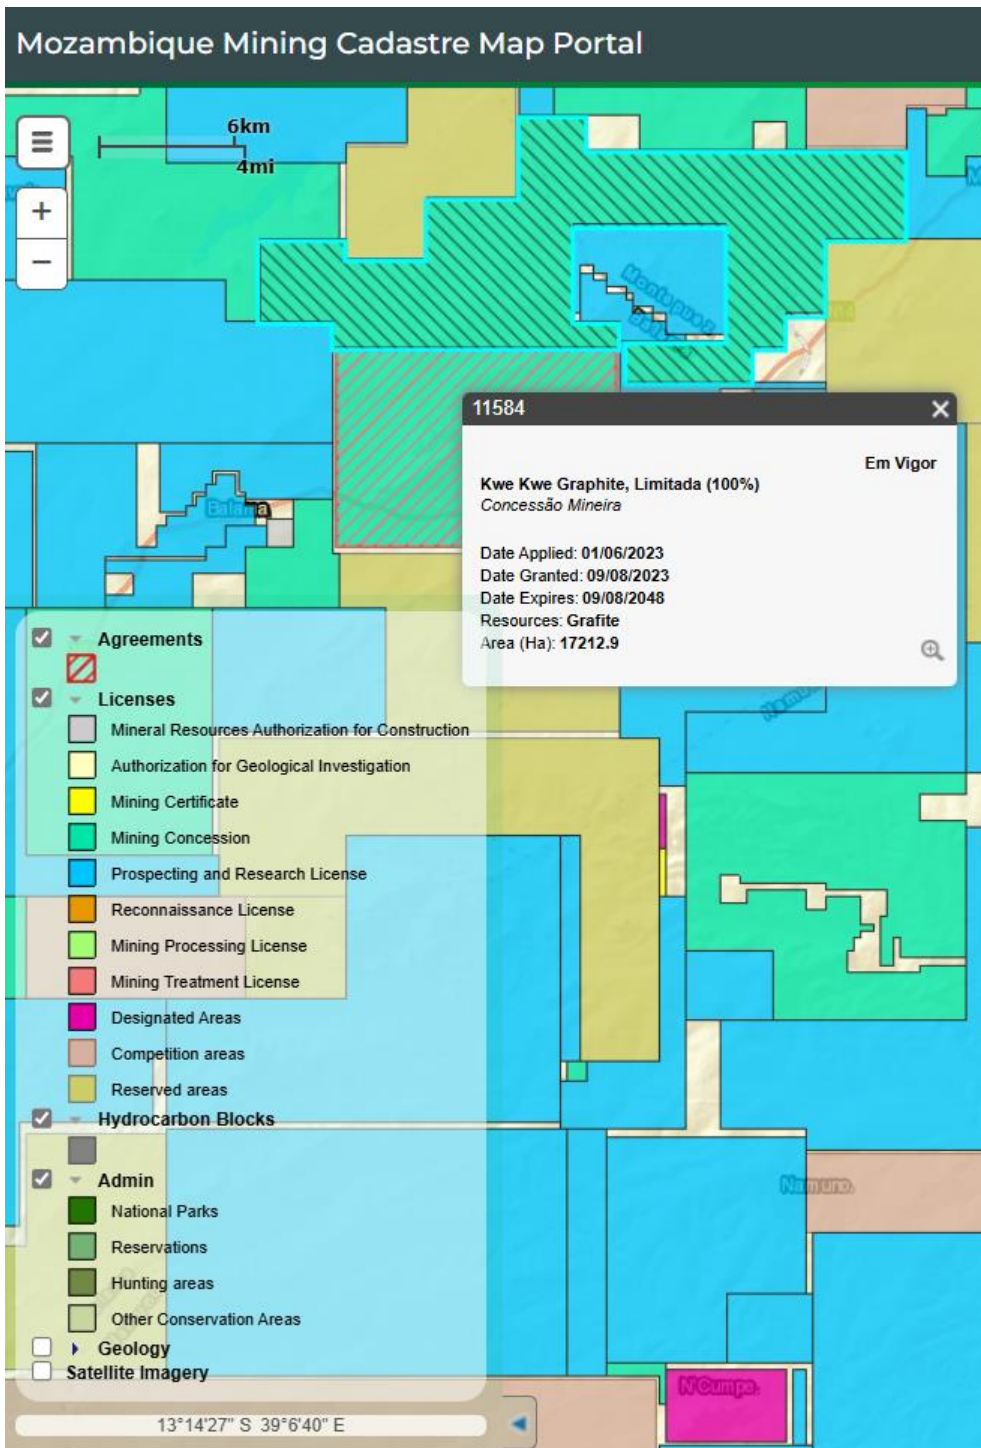 Mozambique Mining Cadastre Map Portal
6km
4mi
+
−
Montepuez
Balama
11584
Em Vigor
Kwe Kwe Graphite, Limitada (100%)
Concessão Mineira
Date Applied: 01/06/2023
Date Granted: 09/08/2023
Date Expires: 09/08/2048
Resources: Grafite
Area (Ha): 17212.9
Balama
Agreements
Licenses
Mineral Resources Authorization for Construction
Authorization for Geological Investigation
Mining Certificate
Mining Concession
Prospecting and Research License
Reconnaissance License
Mining Processing License
Mining Treatment License
Designated Areas
Competition areas
Reserved areas
Hydrocarbon Blocks
Admin
National Parks
Reservations
Hunting areas
Other Conservation Areas
Geology
Satellite Imagery
Namuno.
N'Cumpe.
13°14'27" S 39°6'40" E